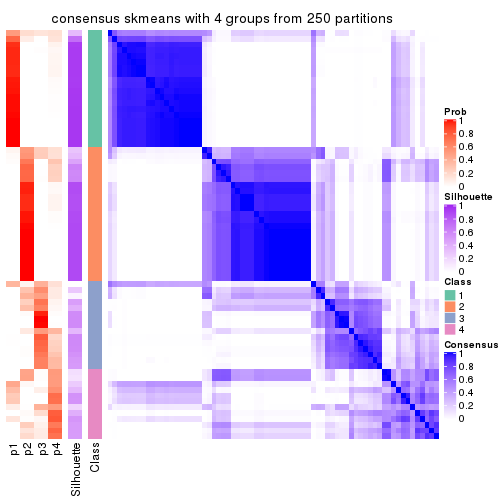 consensus skmeans with 4 groups from 250 partitions
Prob
1
0.8
0.6
0.4
0.2
0
Silhouette
1
0.8
0.6
0.4
0.2
0
Class
1
2
3
4
Consensus
1
0.8
0.6
0.4
0.2
0
p1
p2
p3
p4
Silhouette
Class